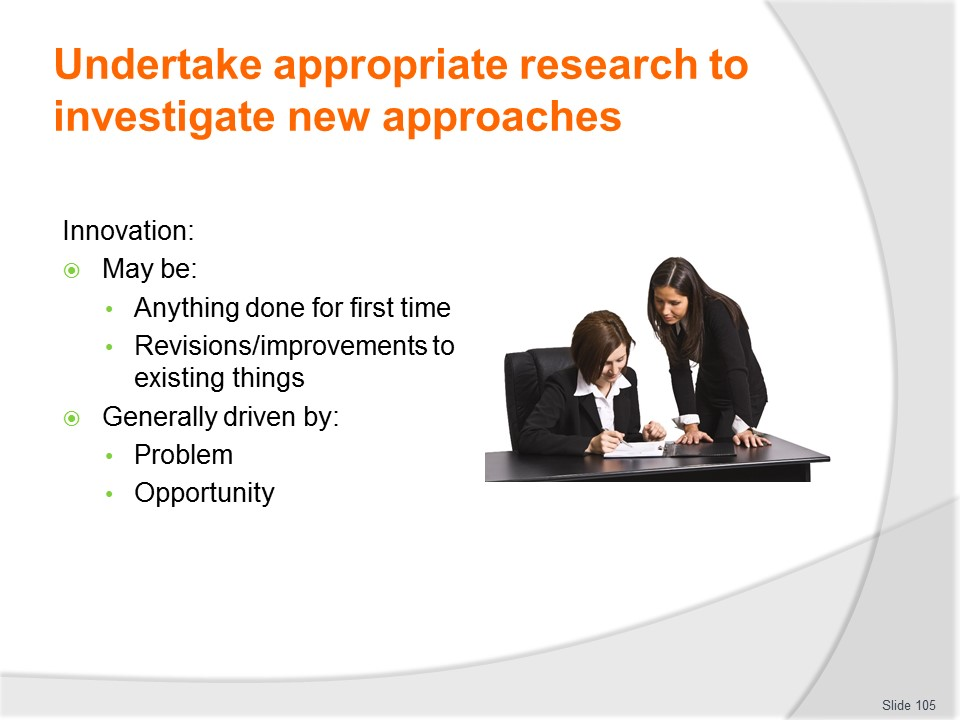 Undertake appropriate research to
investigate new approaches
Innovation:
May be:
Anything done for first time
Revisions/improvements to
existing things
Generally driven by:
Problem
Opportunity
Slide 105